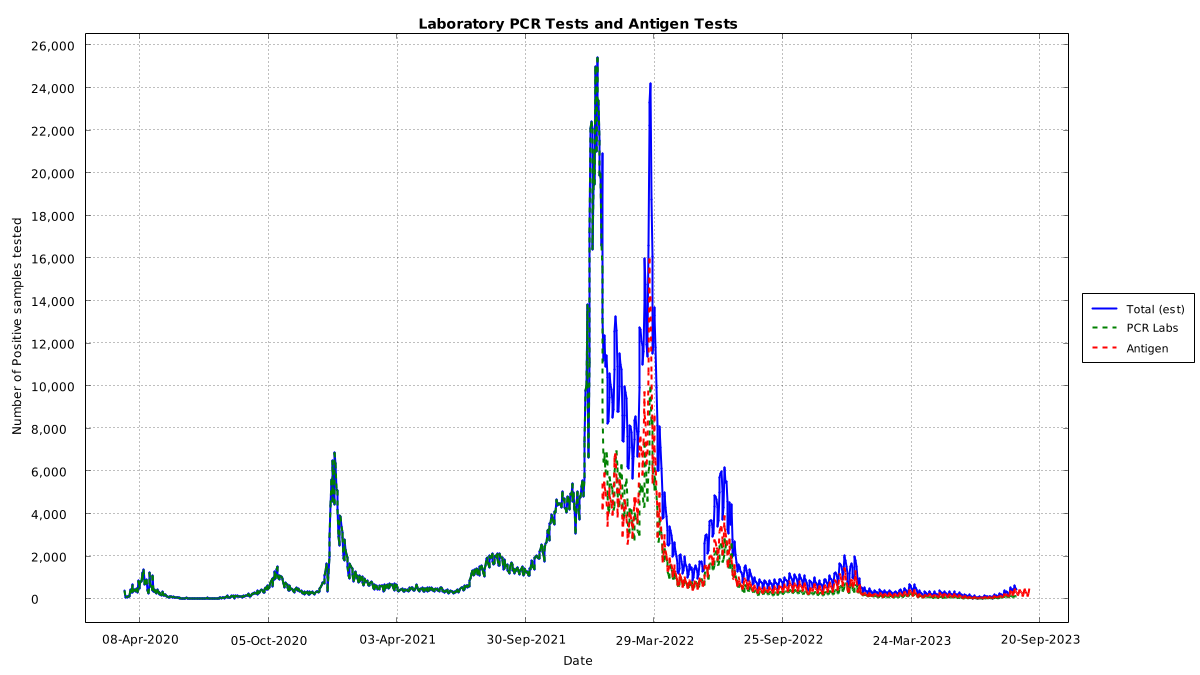 Laboratory PCR Tests and Antigen Tests
26,000
24,000
22,000
20,000
18,000
16,000
14,000
12,000
10,000
8,000
6,000
4,000
2,000
0
Number of Positive samples tested
08-Apr-2020
05-Oct-2020
03-Apr-2021
30-Sep-2021
29-Mar-2022
25-Sep-2022
24-Mar-2023
20-Sep-2023
Date
Total (est)
PCR Labs
Antigen